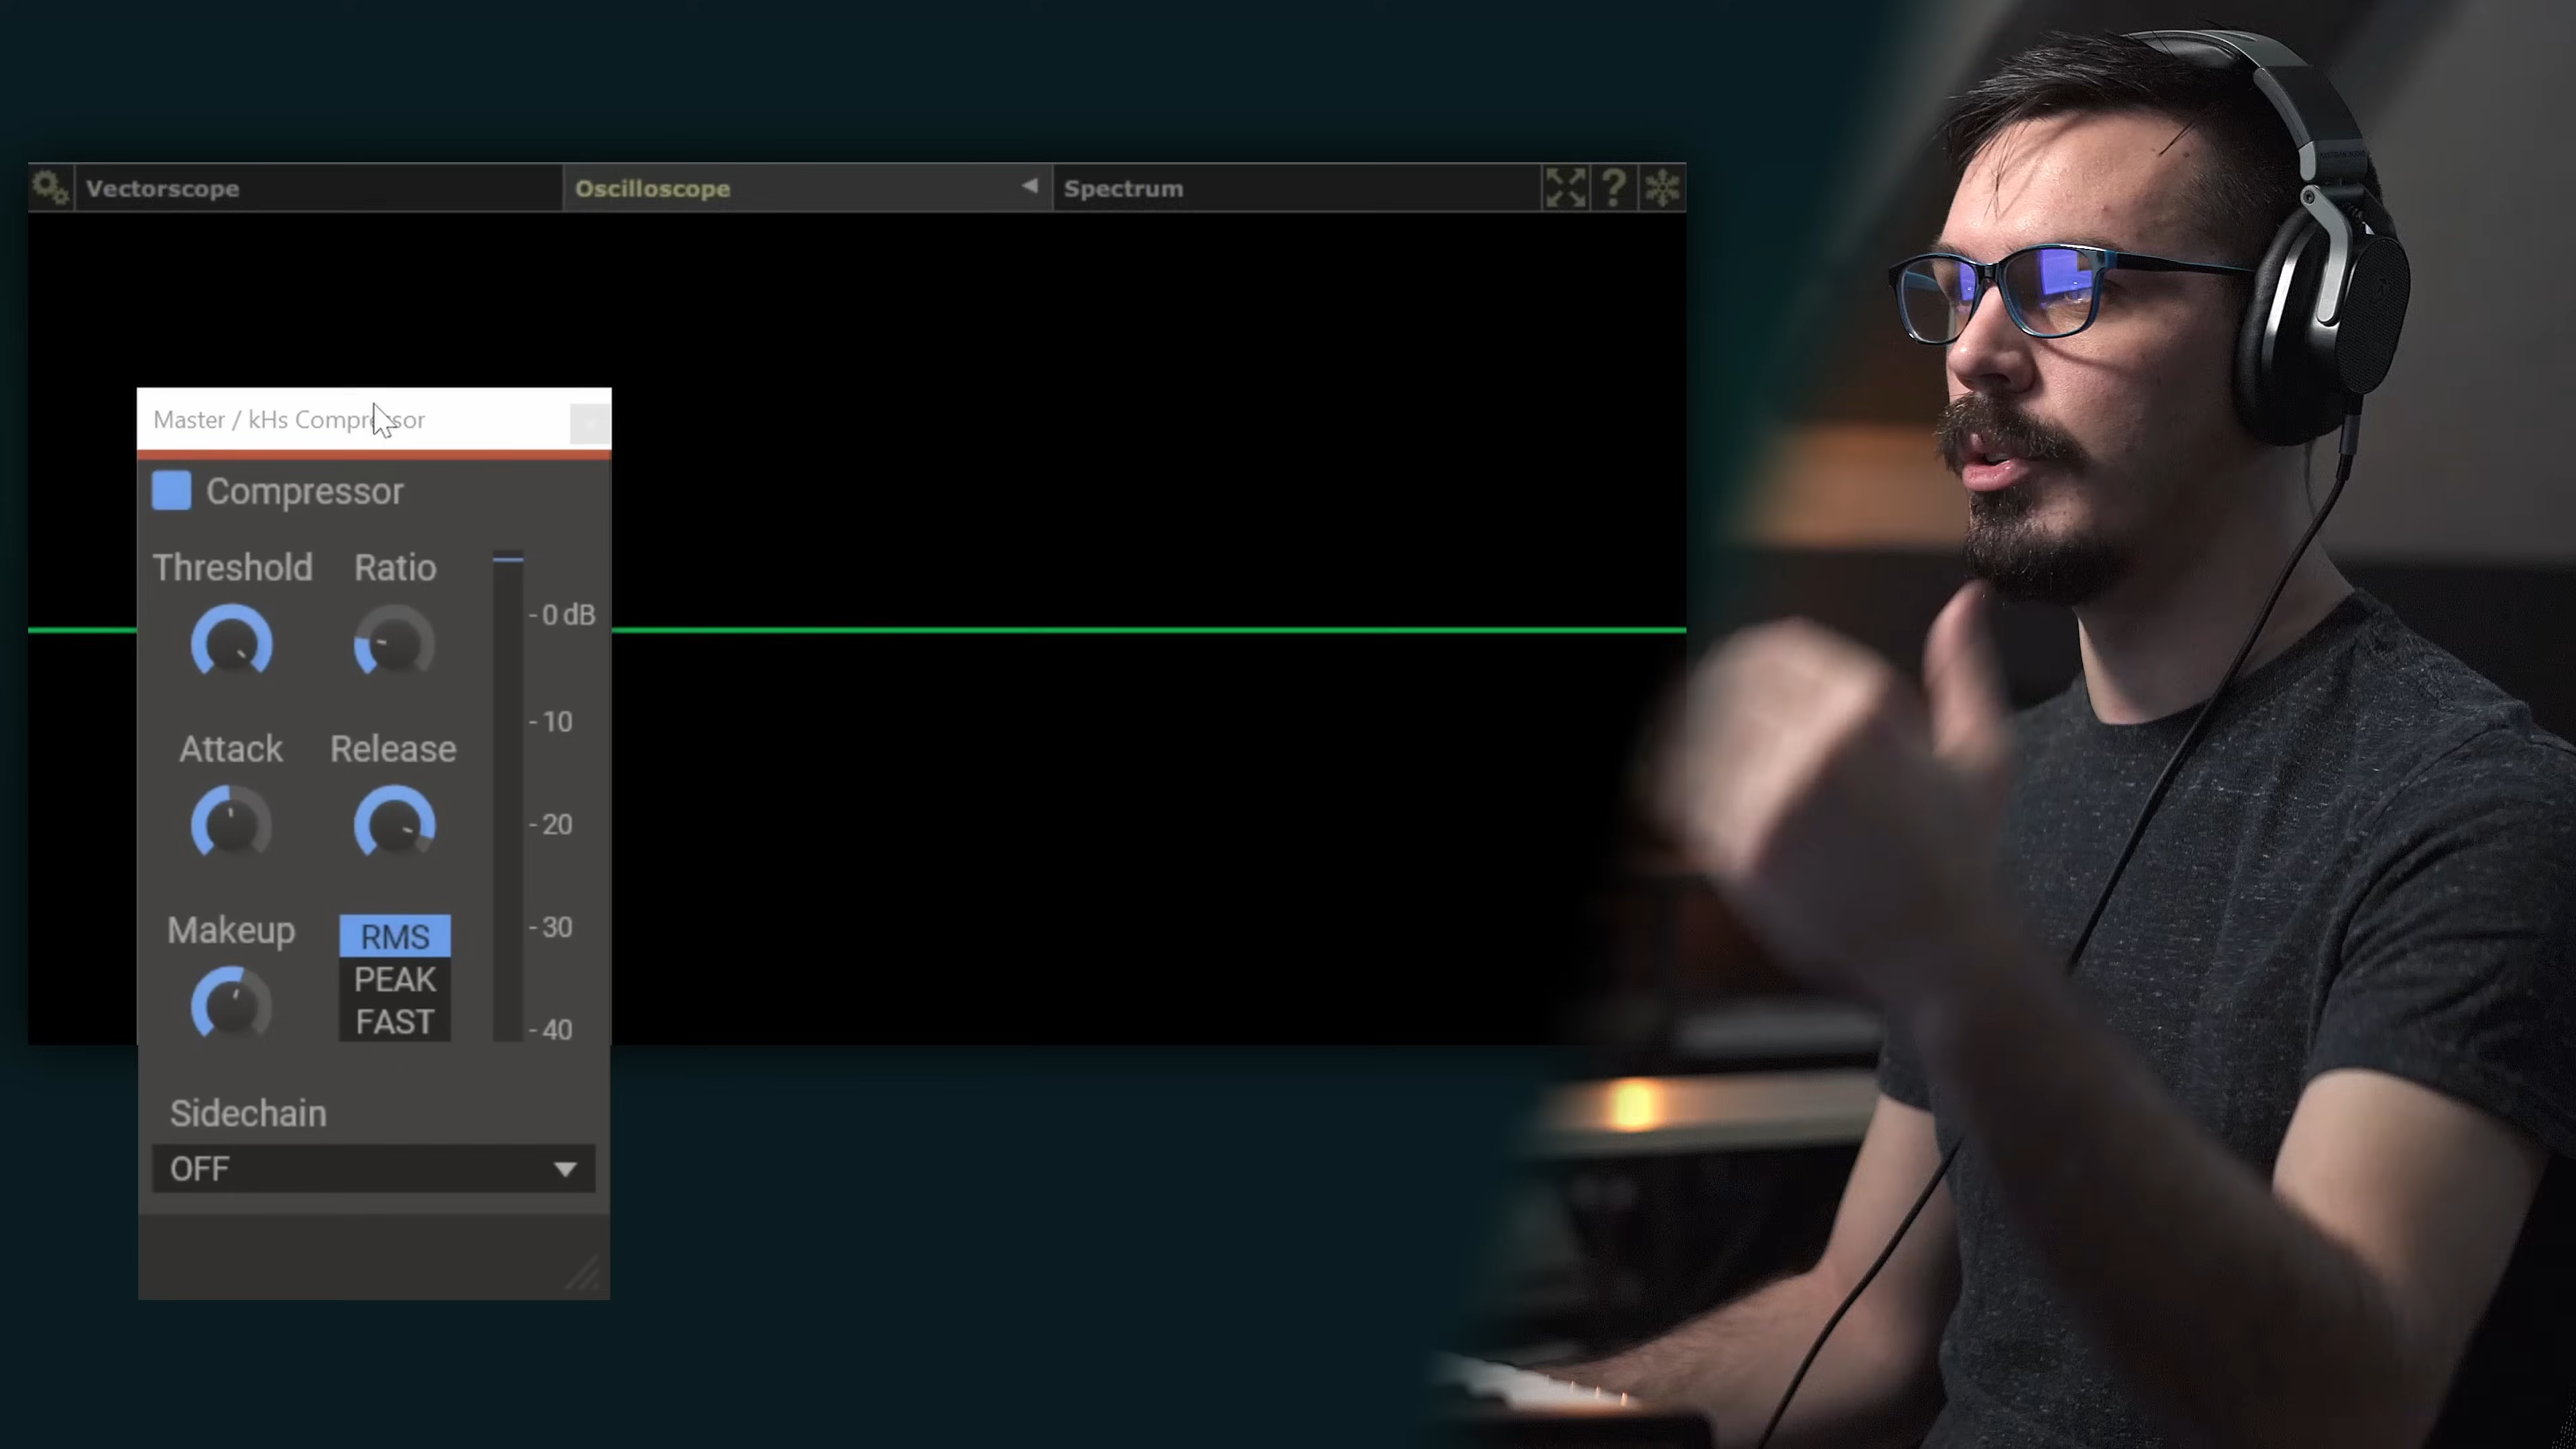 Vectorscope
Oscilloscope
Spectrum
?
Master / kHs Compressor
Compressor
Threshold
Ratio
- 0 dB
- 10
Attack
Release
- 20
Makeup
RMS
- 30
PEAK
FAST
- 40
Sidechain
OFF